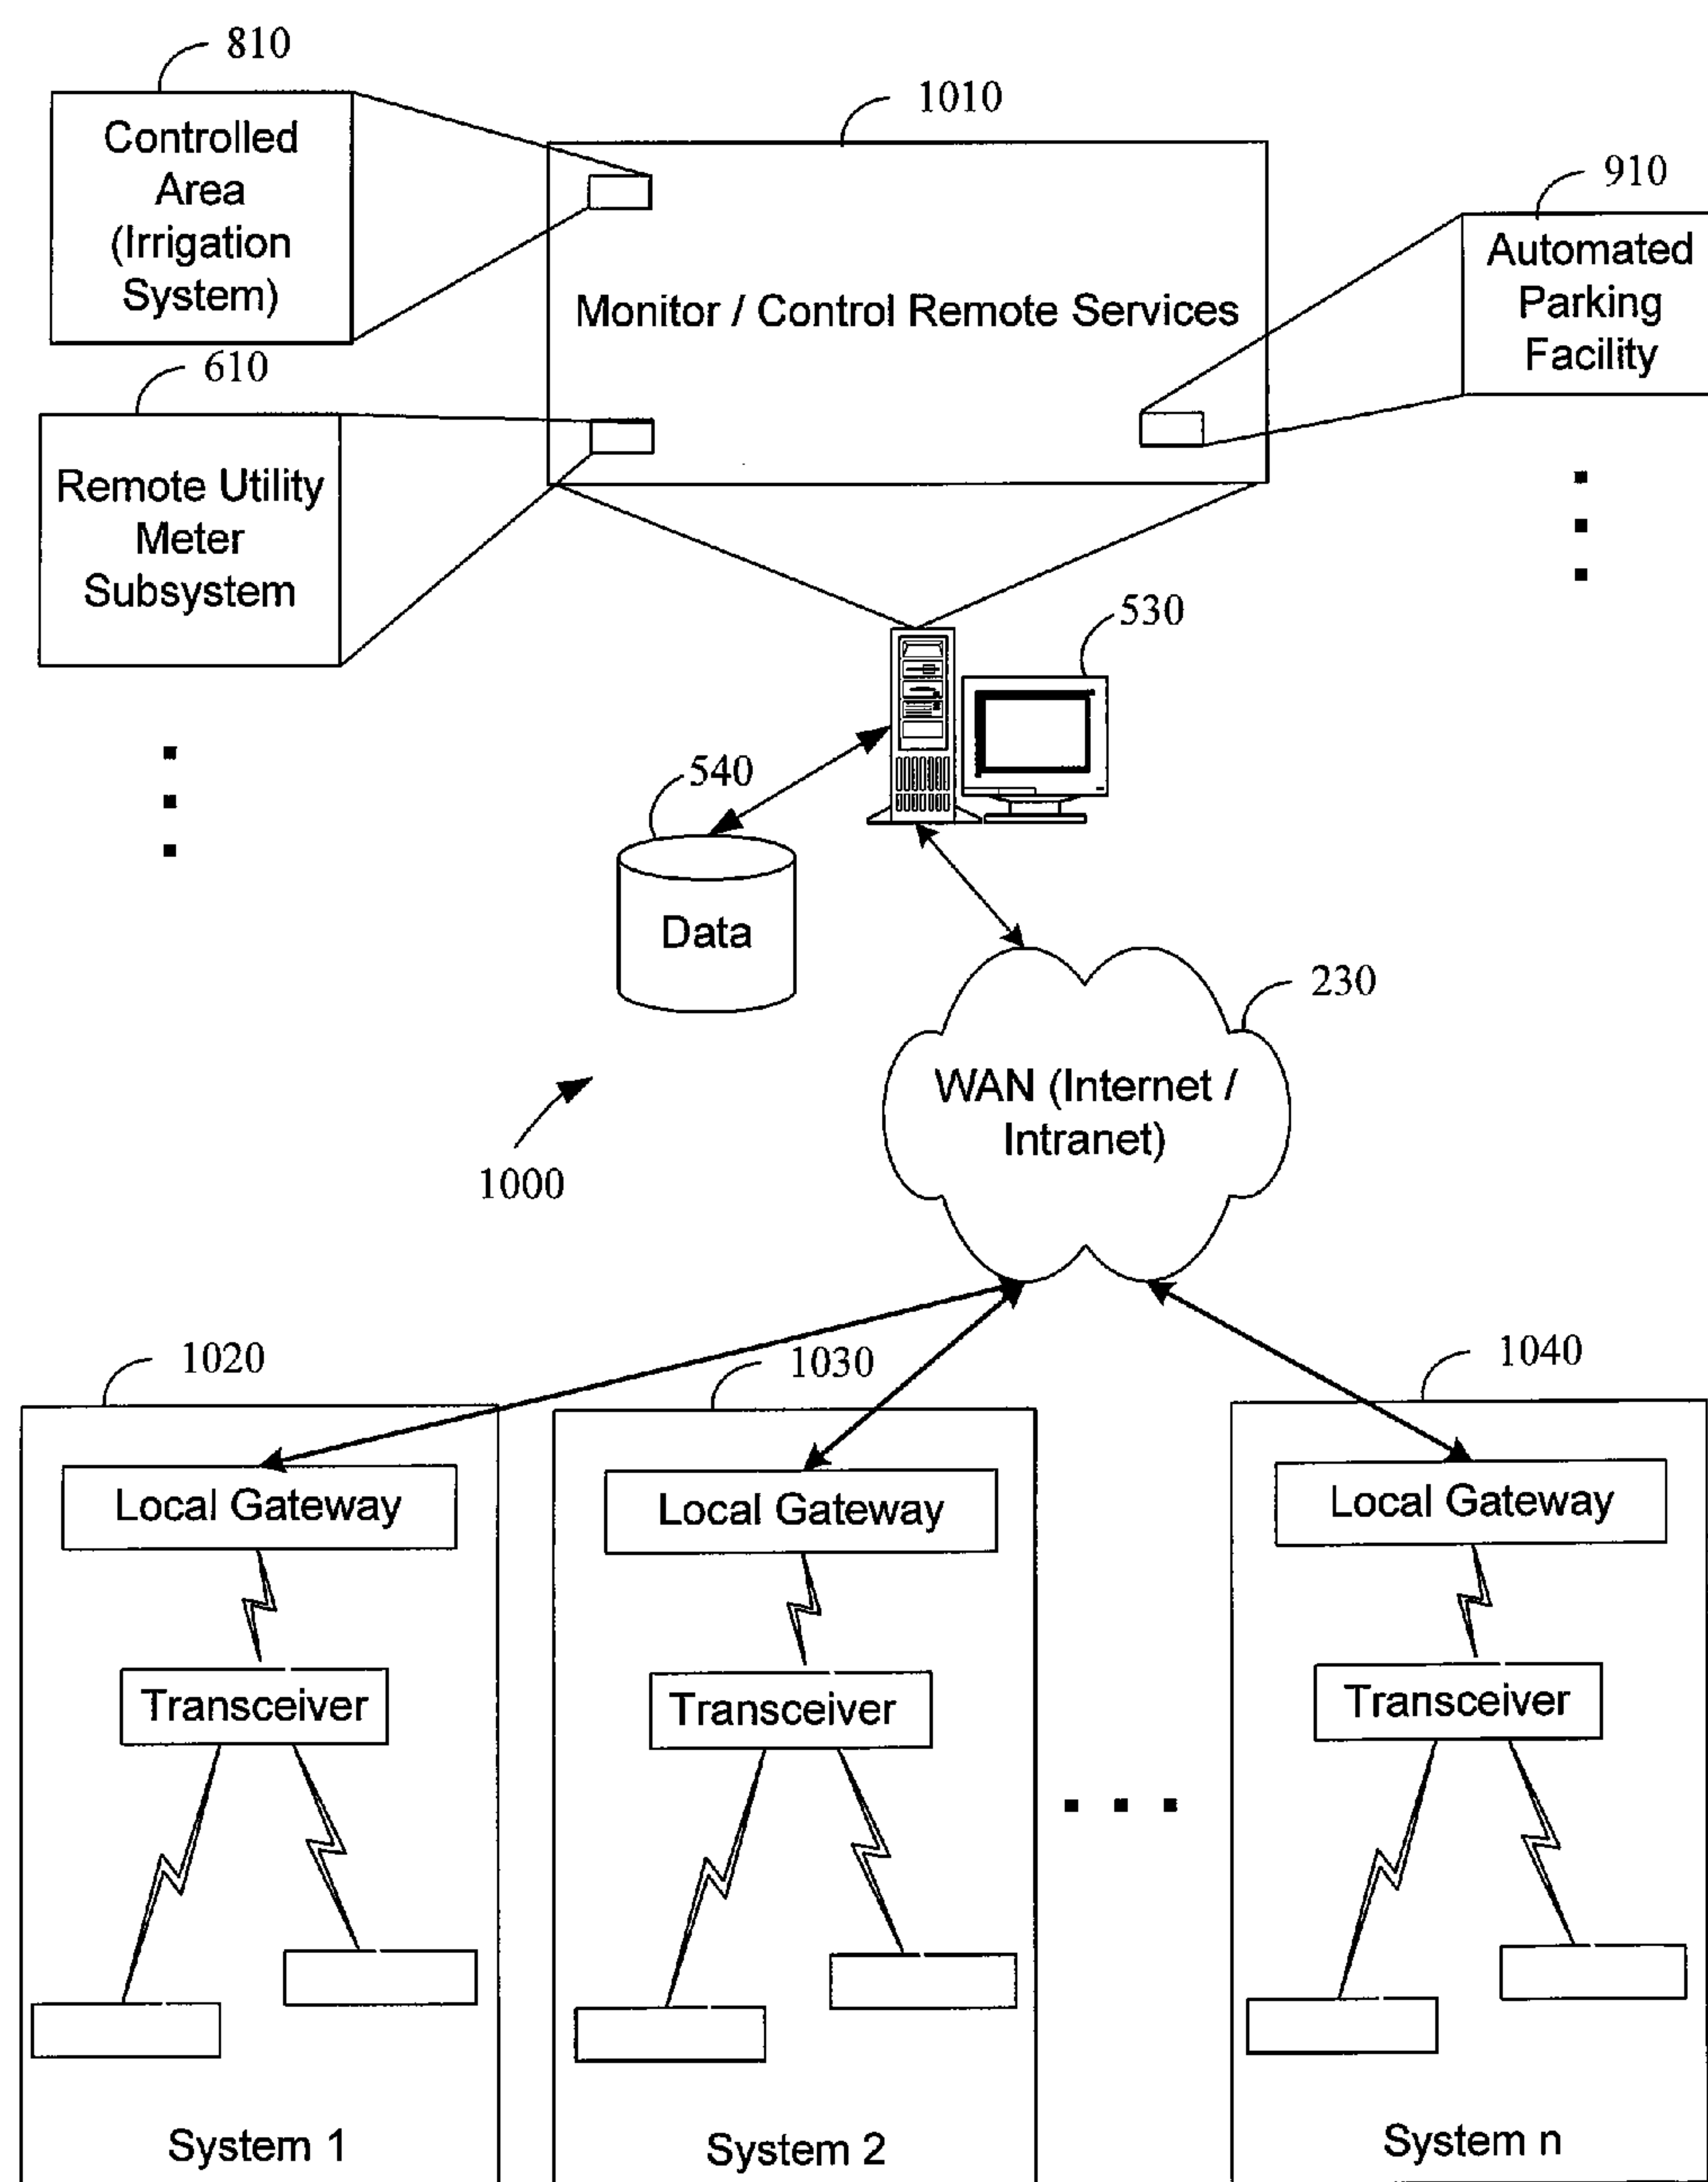 810
Controlled
Area
(Irrigation
System)
1010
Monitor / Control Remote Services
910
Automated
Parking
Facility
610
Remote Utility
Meter
Subsystem
530
540
Data
230
WAN (Internet /
Intranet)
1000
1020
Local Gateway
Transceiver
System 1
1030
Local Gateway
Transceiver
System 2
1040
Local Gateway
Transceiver
System n